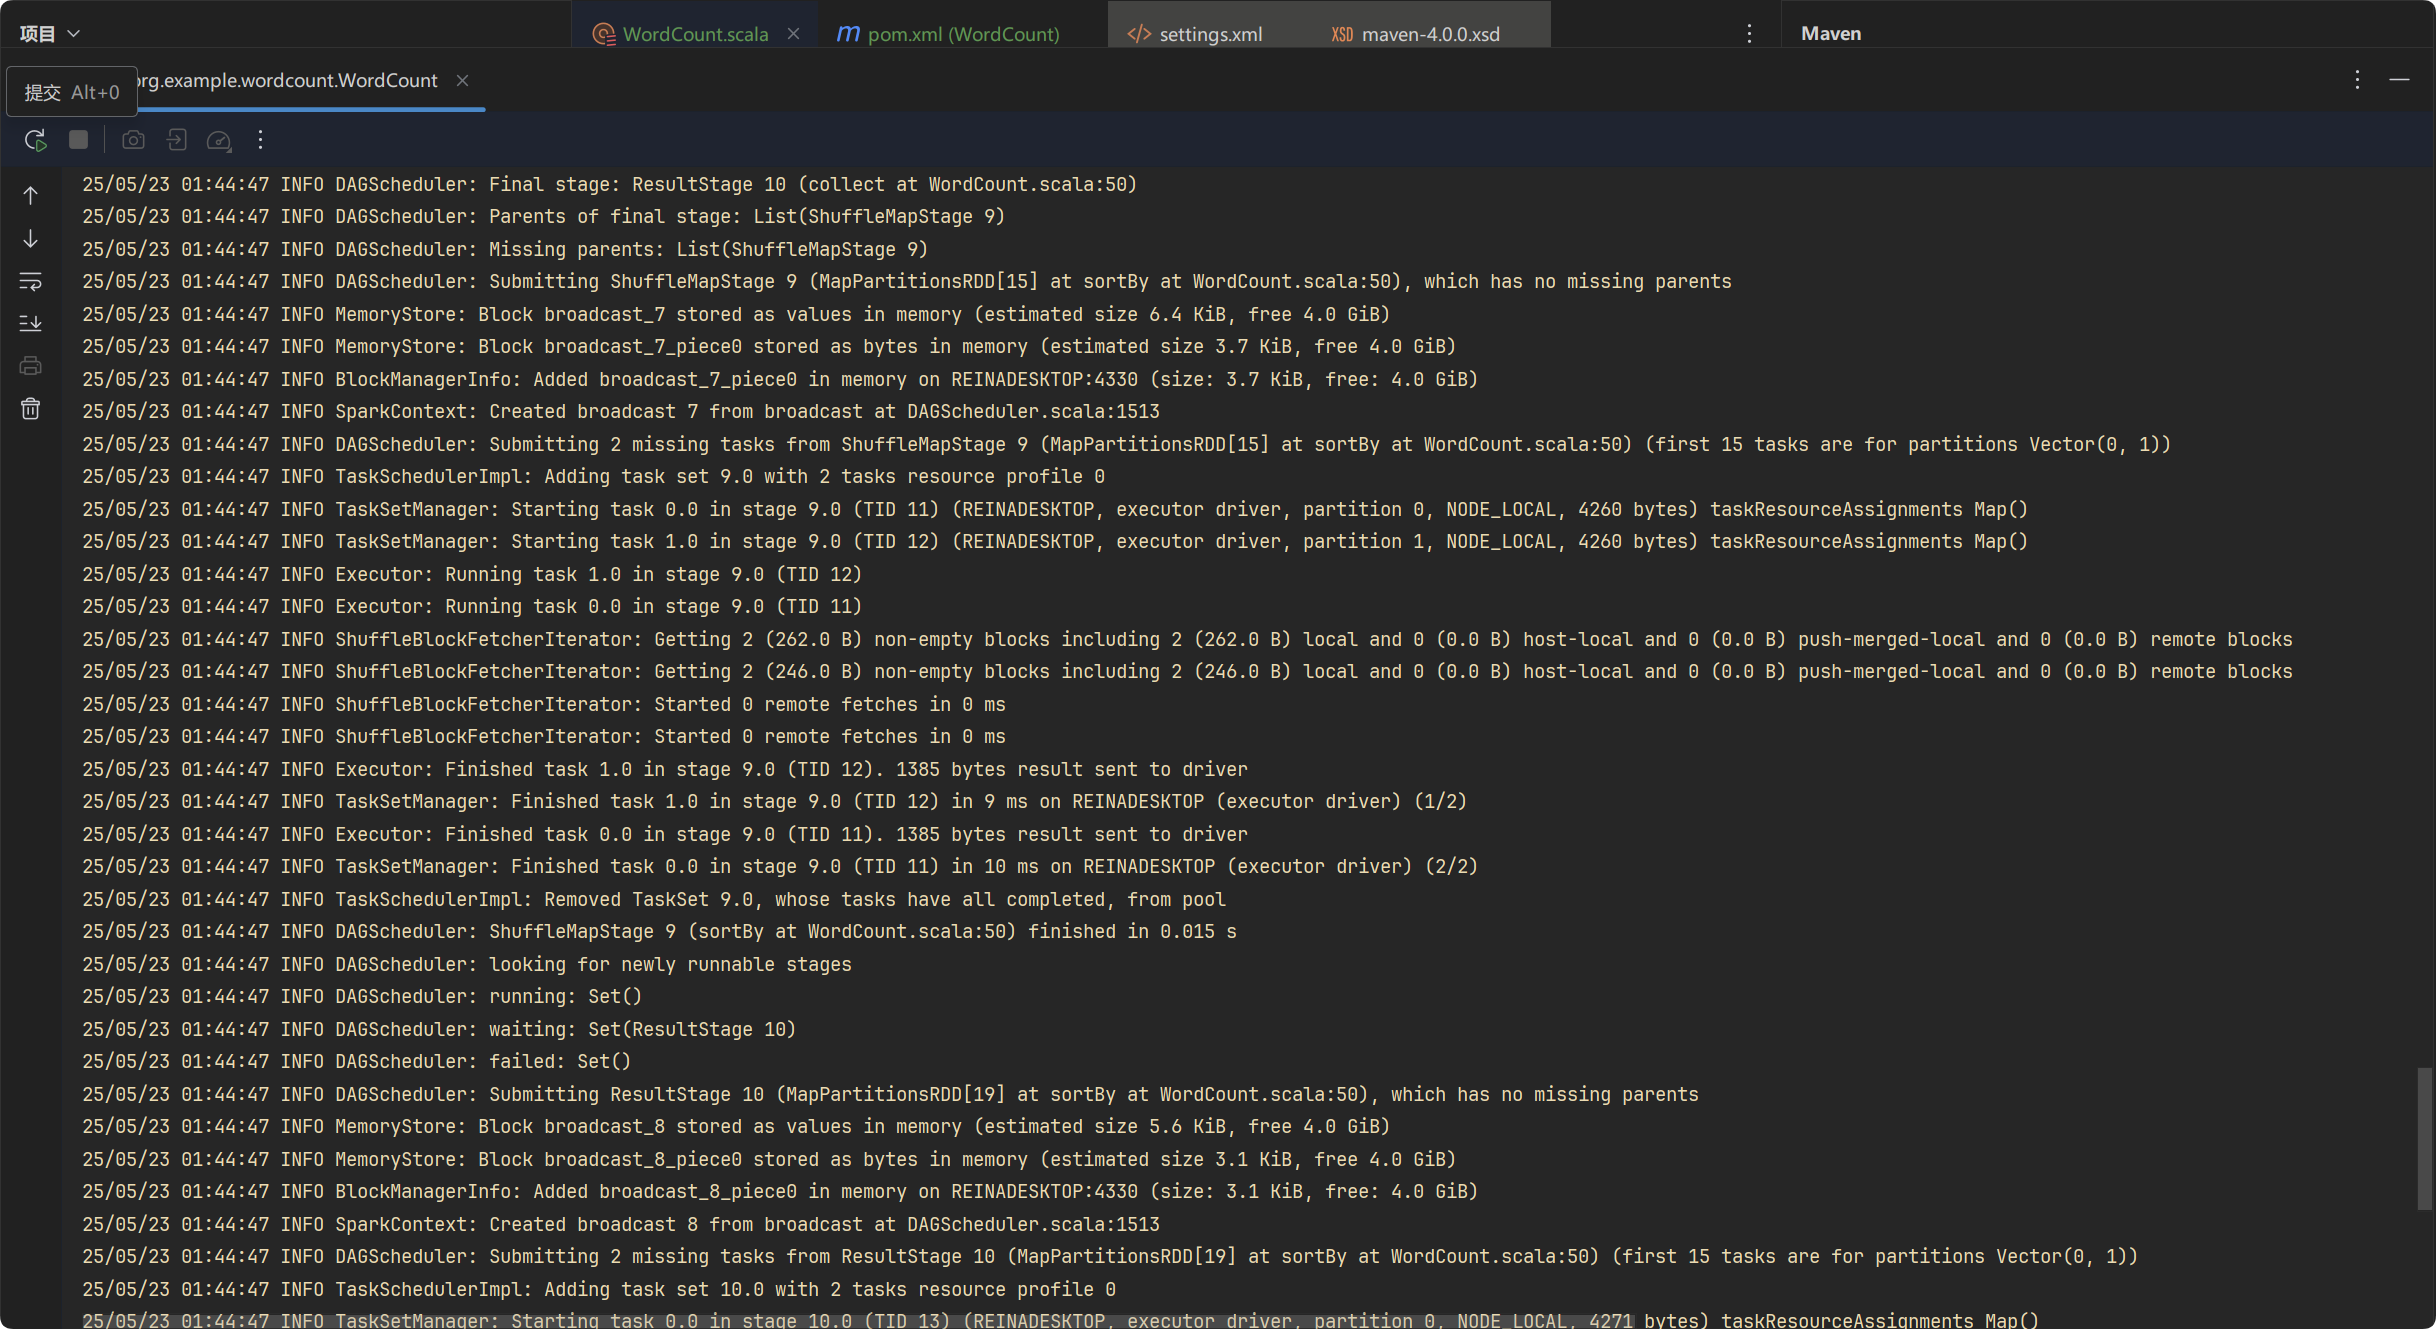 项目
WordCount.scala
pom.xml (WordCount)
settings.xml
XSD maven-4.0.0.xsd
Maven
提交 Alt+0
rg.example.wordcount.WordCount
25/05/23 01:44:47 INFO DAGScheduler: Final stage: ResultStage 10 (collect at WordCount.scala:50)
25/05/23 01:44:47 INFO DAGScheduler: Parents of final stage: List(ShuffleMapStage 9)
25/05/23 01:44:47 INFO DAGScheduler: Missing parents: List(ShuffleMapStage 9)
25/05/23 01:44:47 INFO DAGScheduler: Submitting ShuffleMapStage 9 (MapPartitionsRDD[15] at sortBy at WordCount.scala:50), which has no missing parents
25/05/23 01:44:47 INFO MemoryStore: Block broadcast_7 stored as values in memory (estimated size 6.4 KiB, free 4.0 GiB)
25/05/23 01:44:47 INFO MemoryStore: Block broadcast_7_piece0 stored as bytes in memory (estimated size 3.7 KiB, free 4.0 GiB)
25/05/23 01:44:47 INFO BlockManagerInfo: Added broadcast_7_piece0 in memory on REINADESKTOP:4330 (size: 3.7 KiB, free: 4.0 GiB)
25/05/23 01:44:47 INFO SparkContext: Created broadcast 7 from broadcast at DAGScheduler.scala:1513
25/05/23 01:44:47 INFO DAGScheduler: Submitting 2 missing tasks from ShuffleMapStage 9 (MapPartitionsRDD[15] at sortBy at WordCount.scala:50) (first 15 tasks are for partitions Vector(0, 1))
25/05/23 01:44:47 INFO TaskSchedulerImpl: Adding task set 9.0 with 2 tasks resource profile 0
25/05/23 01:44:47 INFO TaskSetManager: Starting task 0.0 in stage 9.0 (TID 11) (REINADESKTOP, executor driver, partition 0, NODE_LOCAL, 4260 bytes) taskResourceAssignments Map()
25/05/23 01:44:47 INFO TaskSetManager: Starting task 1.0 in stage 9.0 (TID 12) (REINADESKTOP, executor driver, partition 1, NODE_LOCAL, 4260 bytes) taskResourceAssignments Map()
25/05/23 01:44:47 INFO Executor: Running task 1.0 in stage 9.0 (TID 12)
25/05/23 01:44:47 INFO Executor: Running task 0.0 in stage 9.0 (TID 11)
25/05/23 01:44:47 INFO ShuffleBlockFetcherIterator: Getting 2 (262.0 B) non-empty blocks including 2 (262.0 B) local and 0 (0.0 B) host-local and 0 (0.0 B) push-merged-local and 0 (0.0 B) remote blocks
25/05/23 01:44:47 INFO ShuffleBlockFetcherIterator: Getting 2 (246.0 B) non-empty blocks including 2 (246.0 B) local and 0 (0.0 B) host-local and 0 (0.0 B) push-merged-local and 0 (0.0 B) remote blocks
25/05/23 01:44:47 INFO ShuffleBlockFetcherIterator: Started 0 remote fetches in 0 ms
25/05/23 01:44:47 INFO ShuffleBlockFetcherIterator: Started 0 remote fetches in 0 ms
25/05/23 01:44:47 INFO Executor: Finished task 1.0 in stage 9.0 (TID 12). 1385 bytes result sent to driver
25/05/23 01:44:47 INFO TaskSetManager: Finished task 1.0 in stage 9.0 (TID 12) in 9 ms on REINADESKTOP (executor driver) (1/2)
25/05/23 01:44:47 INFO Executor: Finished task 0.0 in stage 9.0 (TID 11). 1385 bytes result sent to driver
25/05/23 01:44:47 INFO TaskSetManager: Finished task 0.0 in stage 9.0 (TID 11) in 10 ms on REINADESKTOP (executor driver) (2/2)
25/05/23 01:44:47 INFO TaskSchedulerImpl: Removed TaskSet 9.0, whose tasks have all completed, from pool
25/05/23 01:44:47 INFO DAGScheduler: ShuffleMapStage 9 (sortBy at WordCount.scala:50) finished in 0.015 s
25/05/23 01:44:47 INFO DAGScheduler: looking for newly runnable stages
25/05/23 01:44:47 INFO DAGScheduler: running: Set()
25/05/23 01:44:47 INFO DAGScheduler: waiting: Set(ResultStage 10)
25/05/23 01:44:47 INFO DAGScheduler: failed: Set()
25/05/23 01:44:47 INFO DAGScheduler: Submitting ResultStage 10 (MapPartitionsRDD[19] at sortBy at WordCount.scala:50), which has no missing parents
25/05/23 01:44:47 INFO MemoryStore: Block broadcast_8 stored as values in memory (estimated size 5.6 KiB, free 4.0 GiB)
25/05/23 01:44:47 INFO MemoryStore: Block broadcast_8_piece0 stored as bytes in memory (estimated size 3.1 KiB, free 4.0 GiB)
25/05/23 01:44:47 INFO BlockManagerInfo: Added broadcast_8_piece0 in memory on REINADESKTOP:4330 (size: 3.1 KiB, free: 4.0 GiB)
25/05/23 01:44:47 INFO SparkContext: Created broadcast 8 from broadcast at DAGScheduler.scala:1513
25/05/23 01:44:47 INFO DAGScheduler: Submitting 2 missing tasks from ResultStage 10 (MapPartitionsRDD[19] at sortBy at WordCount.scala:50) (first 15 tasks are for partitions Vector(0, 1))
25/05/23 01:44:47 INFO TaskSchedulerImpl: Adding task set 10.0 with 2 tasks resource profile 0
25/05/23 01:44:47 INFO TaskSetManager: Starting task 0.0 in stage 10.0 (TID 13) (REINADESKTOP, executor driver, partition 0, NODE_LOCAL, 4271 bytes) taskResourceAssignments Map()